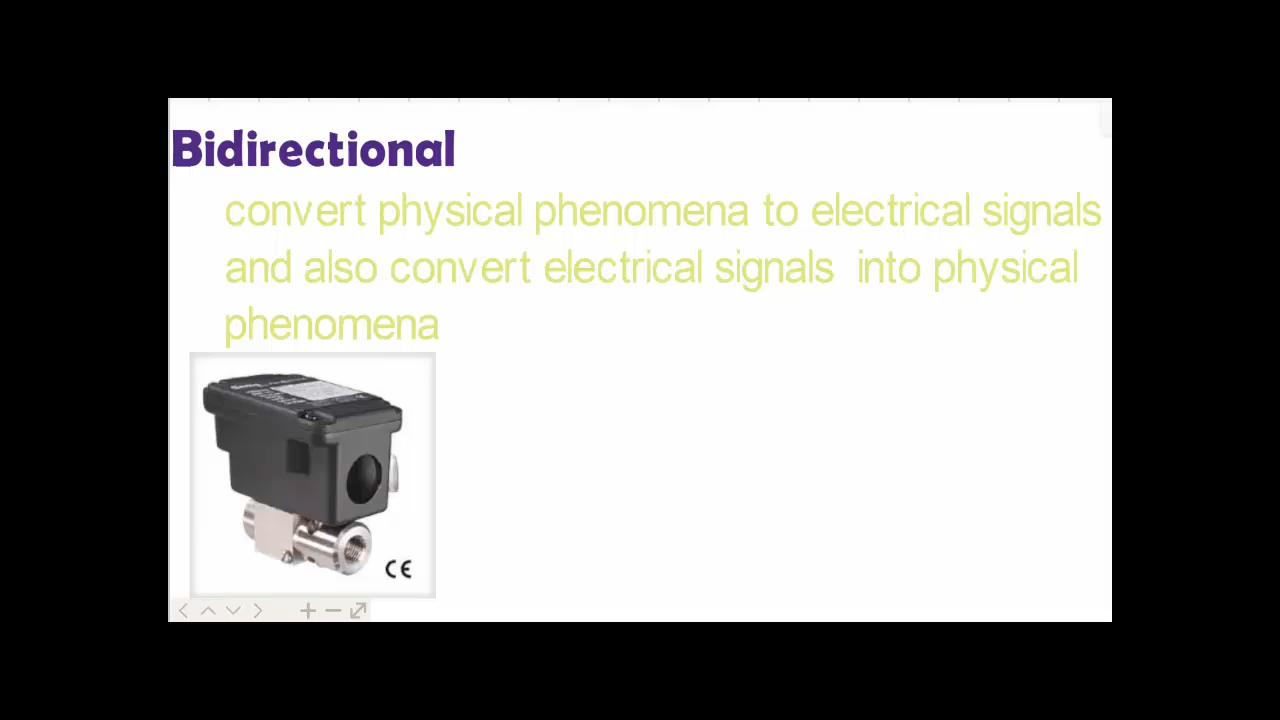 Bidirectional
convert physical phenomena to electrical signals
and also convert electrical signals into physical
phenomena
CE